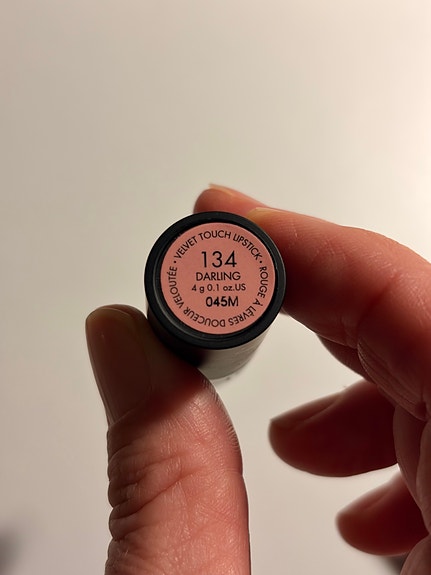 VELVET TOUCH LIPSTICK • ROUGE À LÈVRES DOUCEUR VELOUTÉE •
134
DARLING
4 g 0.1 oz.US
045M